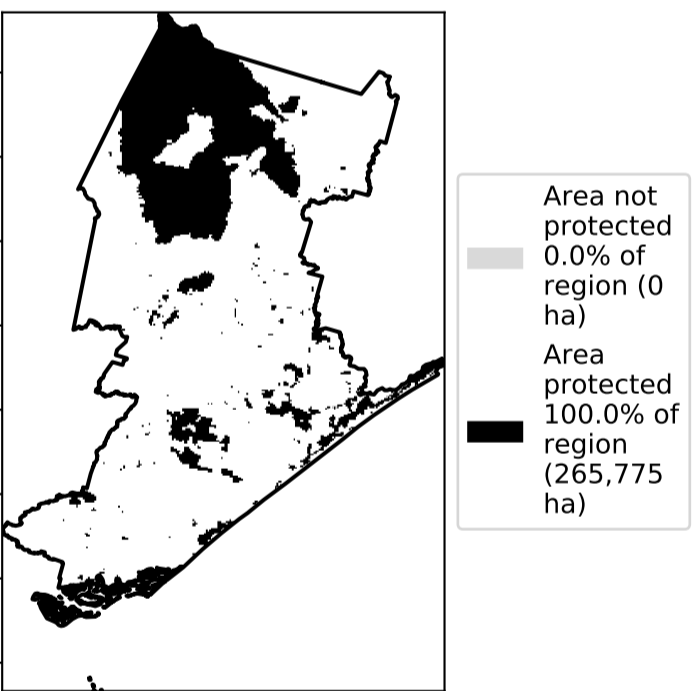 Area not
protected
0.0% of
region (0
ha)
Area
protected
100.0% of
region
(265,775
ha)